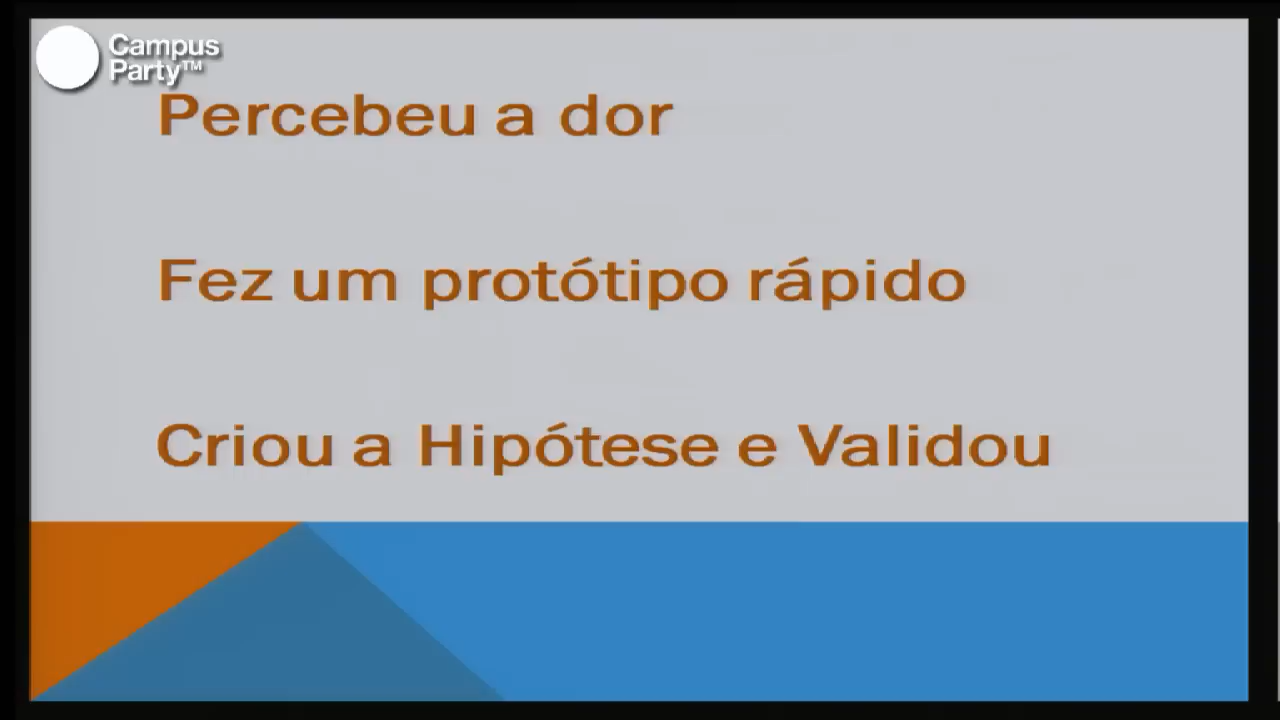 Campus
Party™
Percebeu a dor
Fez um protótipo rápido
Criou a Hipótese e Validou